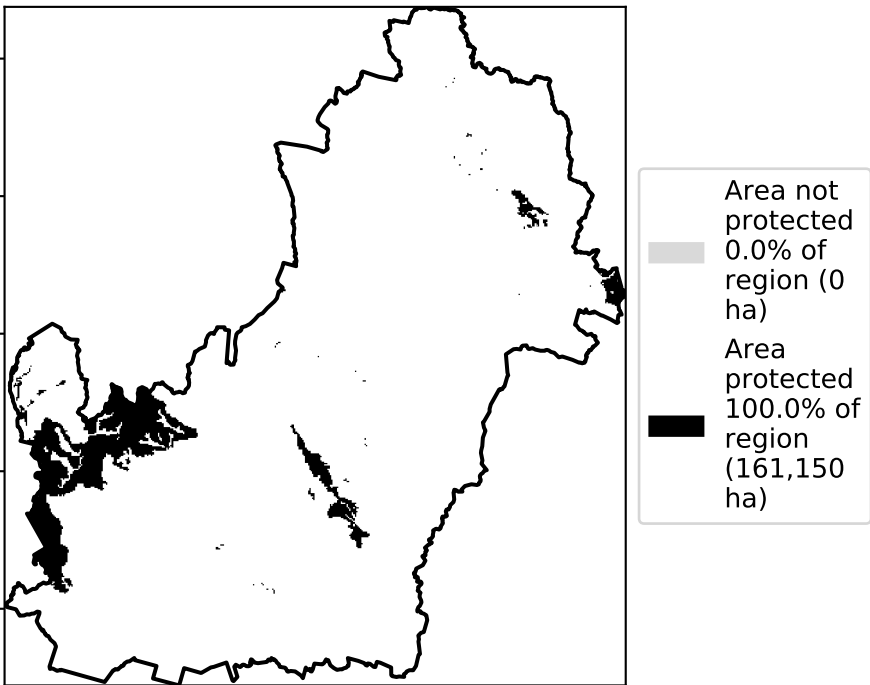 Area not
protected
0.0% of
region (0
ha)
Area
protected
100.0% of
region
(161,150
ha)